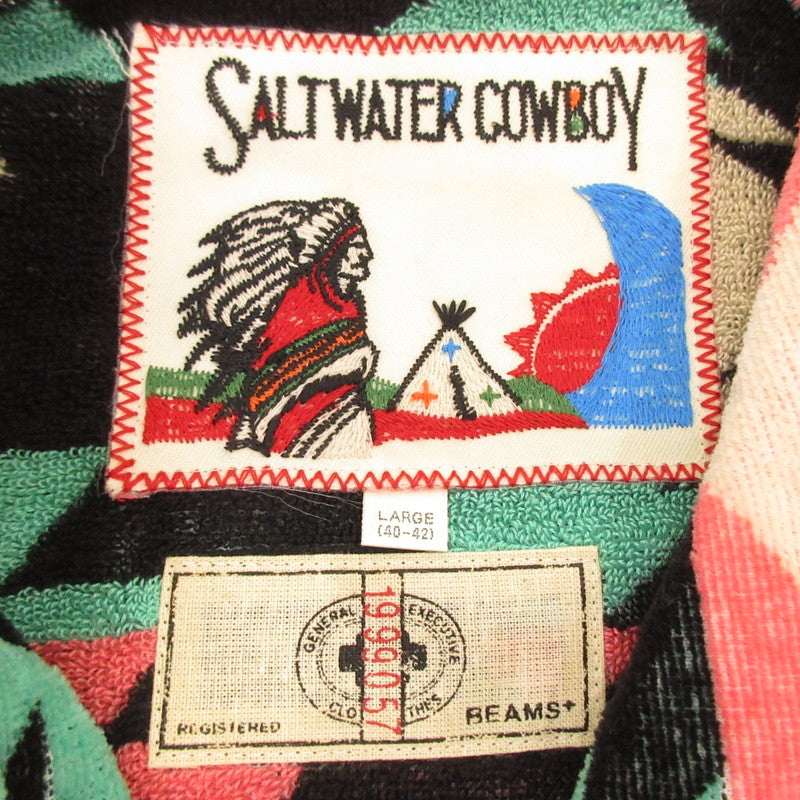 SALTWATER COWBOY
LARGE
(40-42)
GENERAL EXECUTIVE
CLOTHES
1999057
REGISTERED
BEAMS+